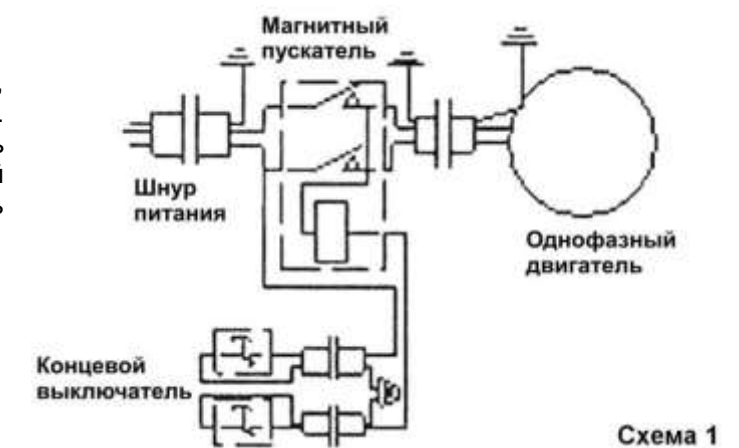 Магнитный
пускатель
Шнур
питания
Однофазный
двигатель
Концевой
выключатель
Схема 1